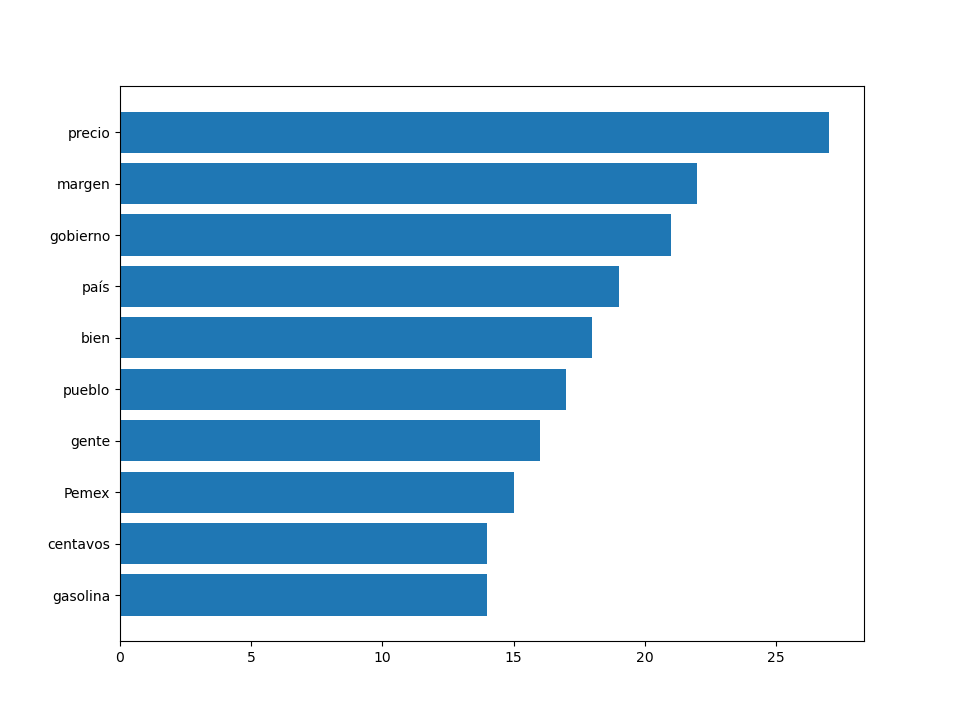 precio
margen
gobierno
país
bien
pueblo
gente
Pemex
centavos
gasolina
0 5 10 15 20 25